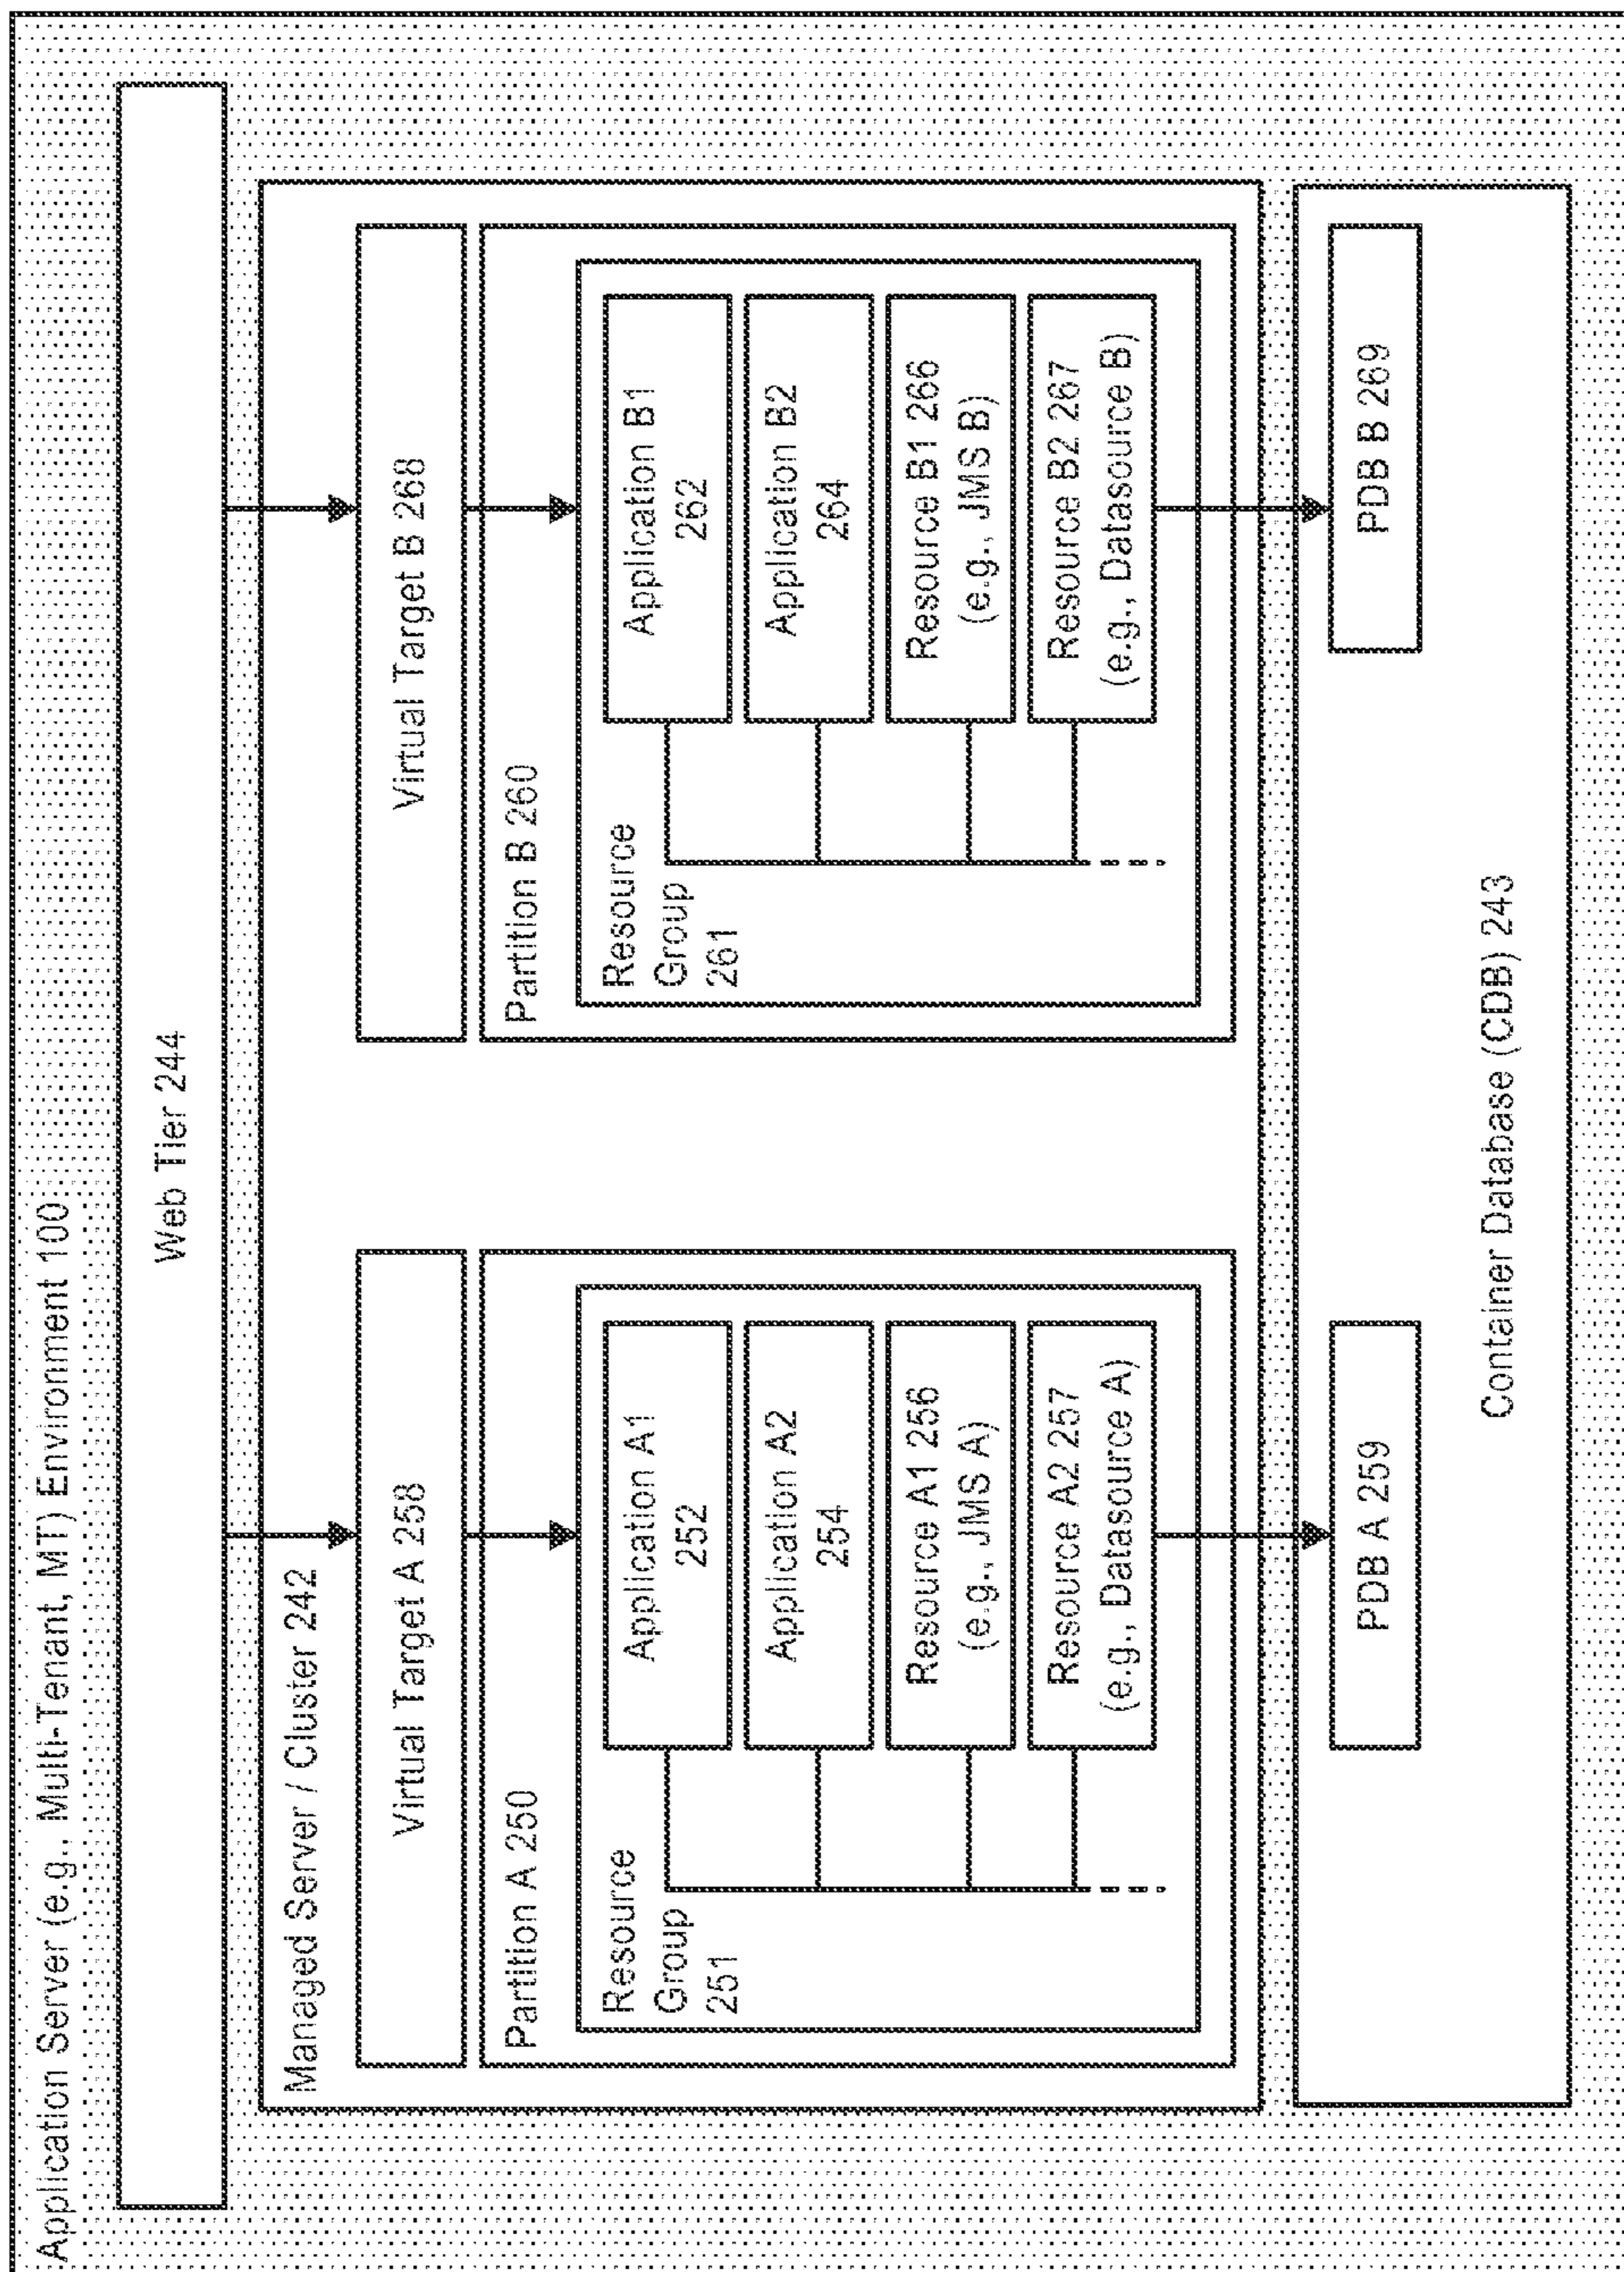 Application Server (e.g., Multi-Tenant, MT) Environment 100
Web Tier 244
Managed Server / Cluster 242
Virtual Target A 258
Partition A 250
Resource
Group
251
Application A1
252
Application A2
254
Resource A1 256
(e.g., JMS A)
Resource A2 257
(e.g., Datasource A)
Virtual Target B 268
Partition B 260
Resource
Group
261
Application B1
262
Application B2
264
Resource B1 266
(e.g., JMS B)
Resource B2 267
(e.g., Datasource B)
PDB A 259
PDB B 269
Container Database (CDB) 243